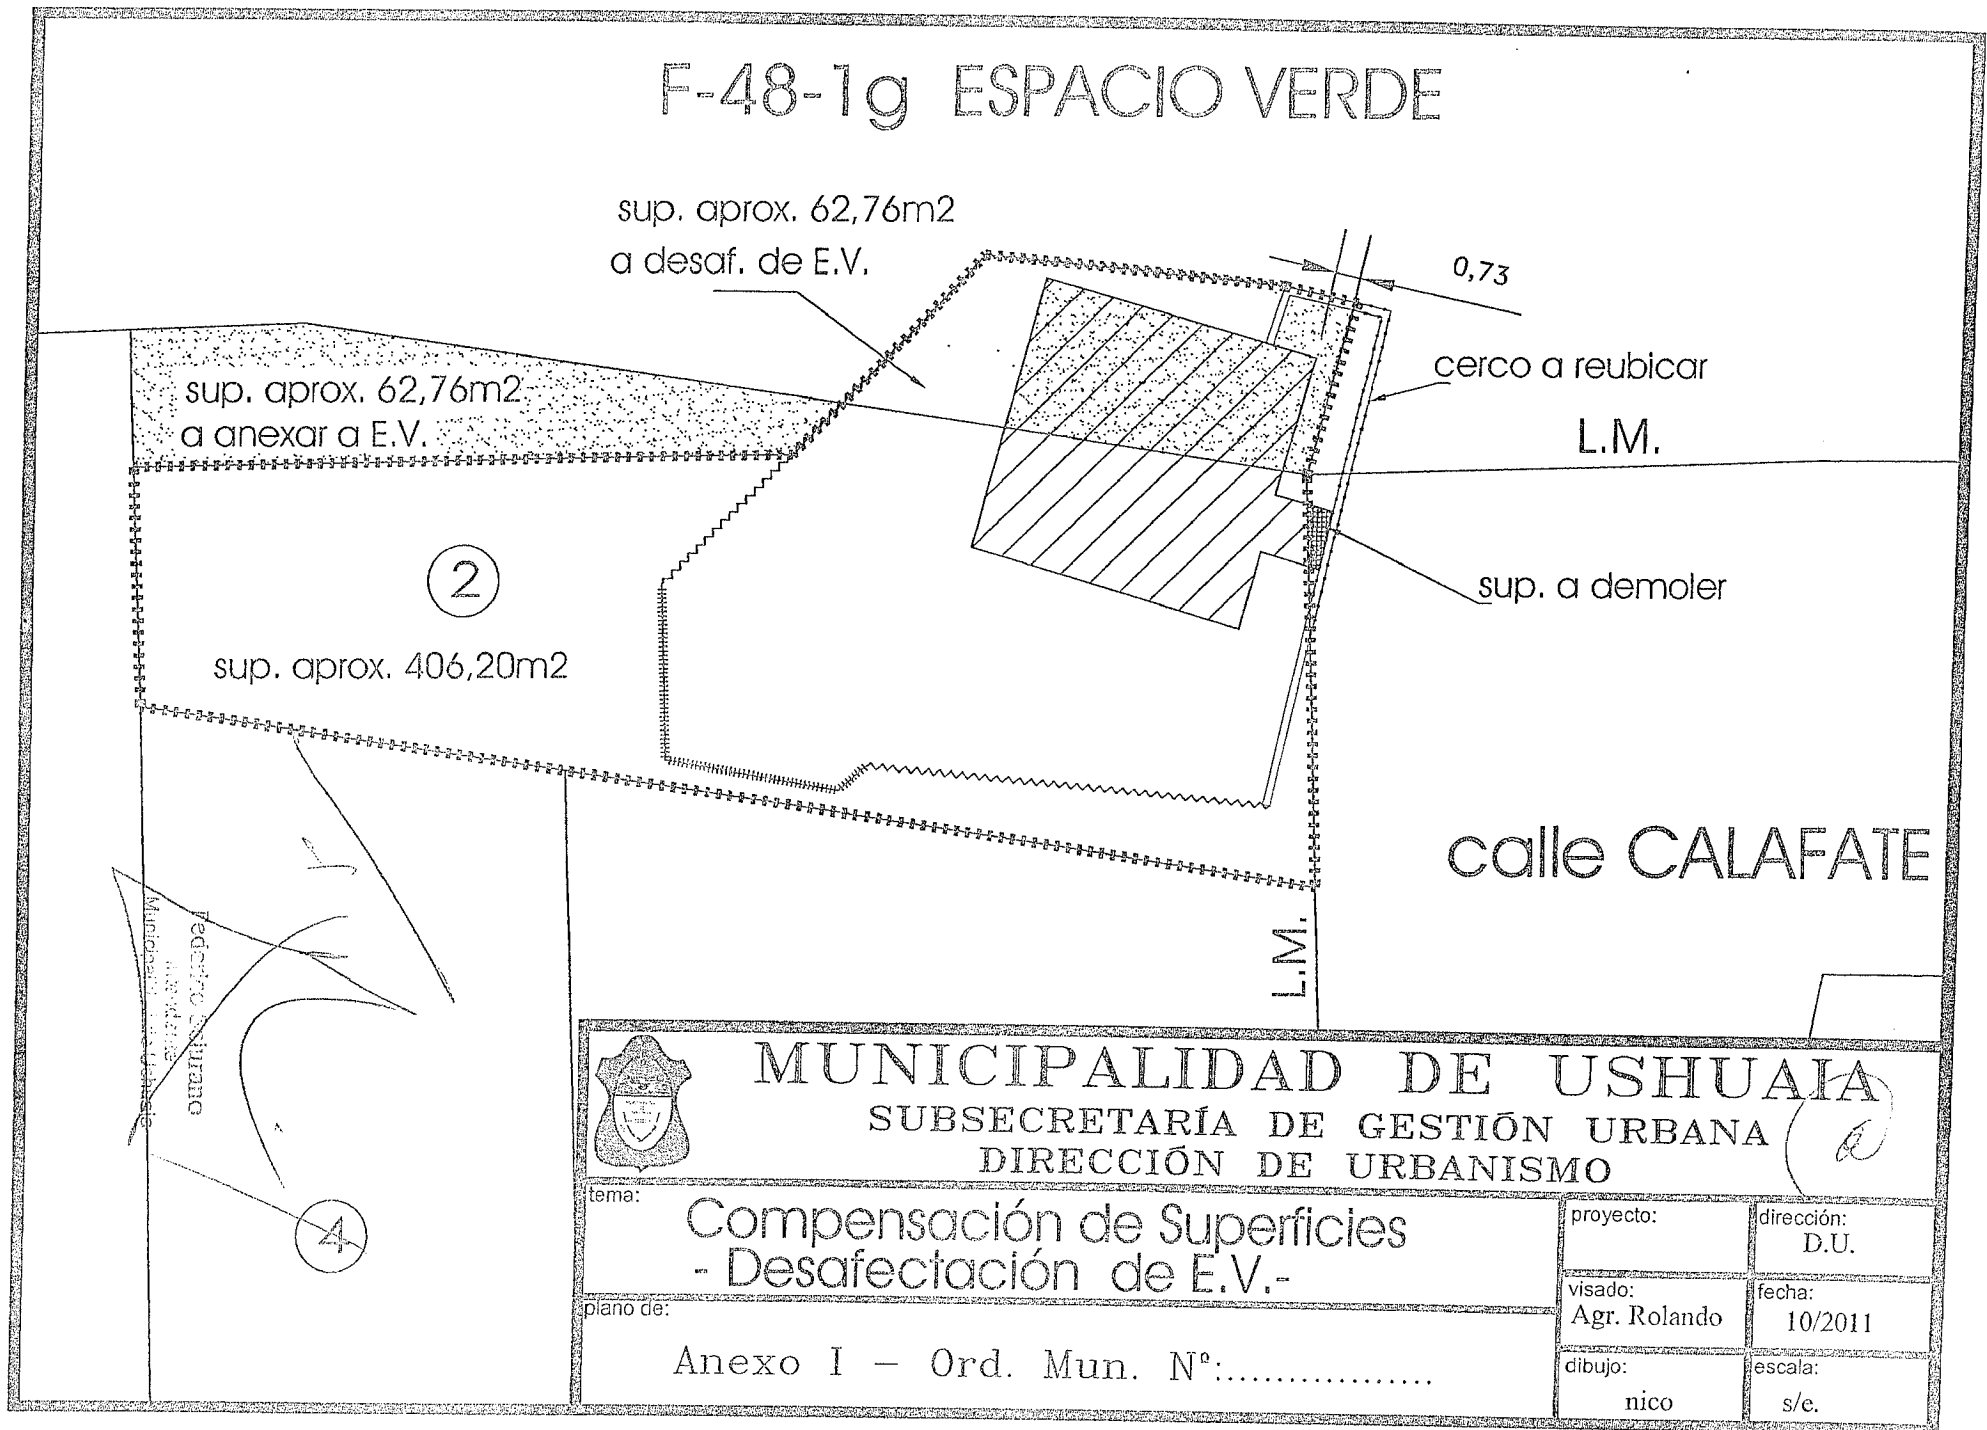 F-48-1g ESPACIO VERDE
sup. aprox. 62,76m2
a desaf. de E.V.
0,73
cerco a reubicar
L.M.
sup. aprox. 62,76m2
a anexar a E.V.
2
sup. aprox. 406,20m2
sup. a demoler
calle CALAFATE
L.M.
4
MUNICIPALIDAD DE USHUAIA
SUBSECRETARÍA DE GESTIÓN URBANA
DIRECCIÓN DE URBANISMO
tema:
Compensación de Superficies
- Desafectación de E.V.-
plano de:
Anexo I - Ord. Mun. Nº:..................
proyecto:
dirección:
D.U.
visado:
Agr. Rolando
fecha:
10/2011
dibujo:
nico
escala:
s/e.